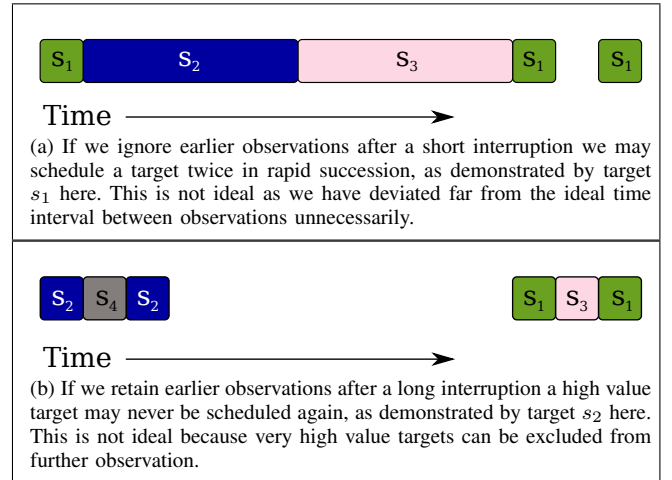 s₁ s₂ s₃ s₁ s₁
Time
(a) If we ignore earlier observations after a short interruption we may
schedule a target twice in rapid succession, as demonstrated by target
s₁ here. This is not ideal as we have deviated far from the ideal time
interval between observations unnecessarily.
s₂ s₄ s₂ s₁ s₃ s₁
Time
(b) If we retain earlier observations after a long interruption a high value
target may never be scheduled again, as demonstrated by target s₂ here.
This is not ideal because very high value targets can be excluded from
further observation.